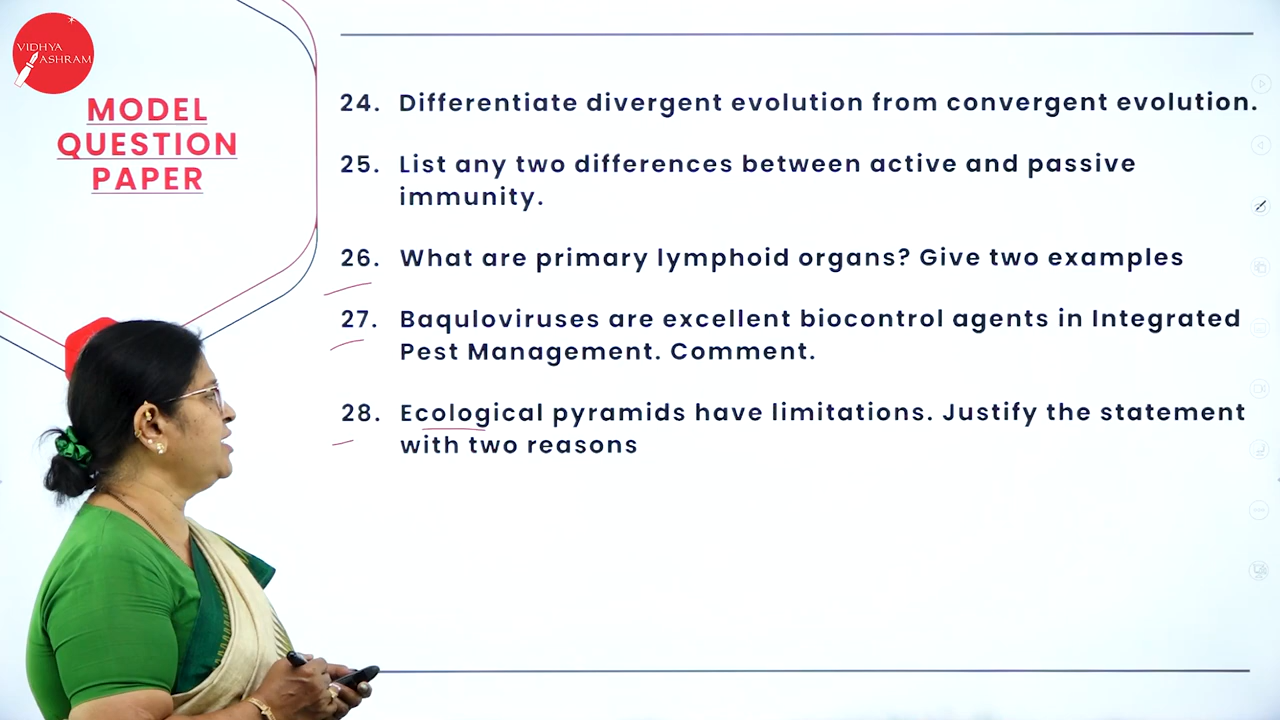 VIDHYA
ASHRAM
MODEL
QUESTION
PAPER
24. Differentiate divergent evolution from convergent evolution.
25. List any two differences between active and passive
immunity.
26. What are primary lymphoid organs? Give two examples
27. Baquloviruses are excellent biocontrol agents in Integrated
Pest Management. Comment.
28. Ecological pyramids have limitations. Justify the statement
with two reasons